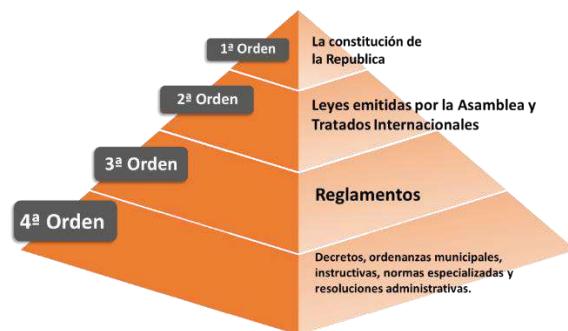 1ª Orden
La constitución de
la Republica
2ª Orden
Leyes emitidas por la Asamblea y
Tratados Internacionales
3ª Orden
Reglamentos
4ª Orden
Decretos, ordenanzas municipales,
instructivas, normas especializadas y
resoluciones administrativas.